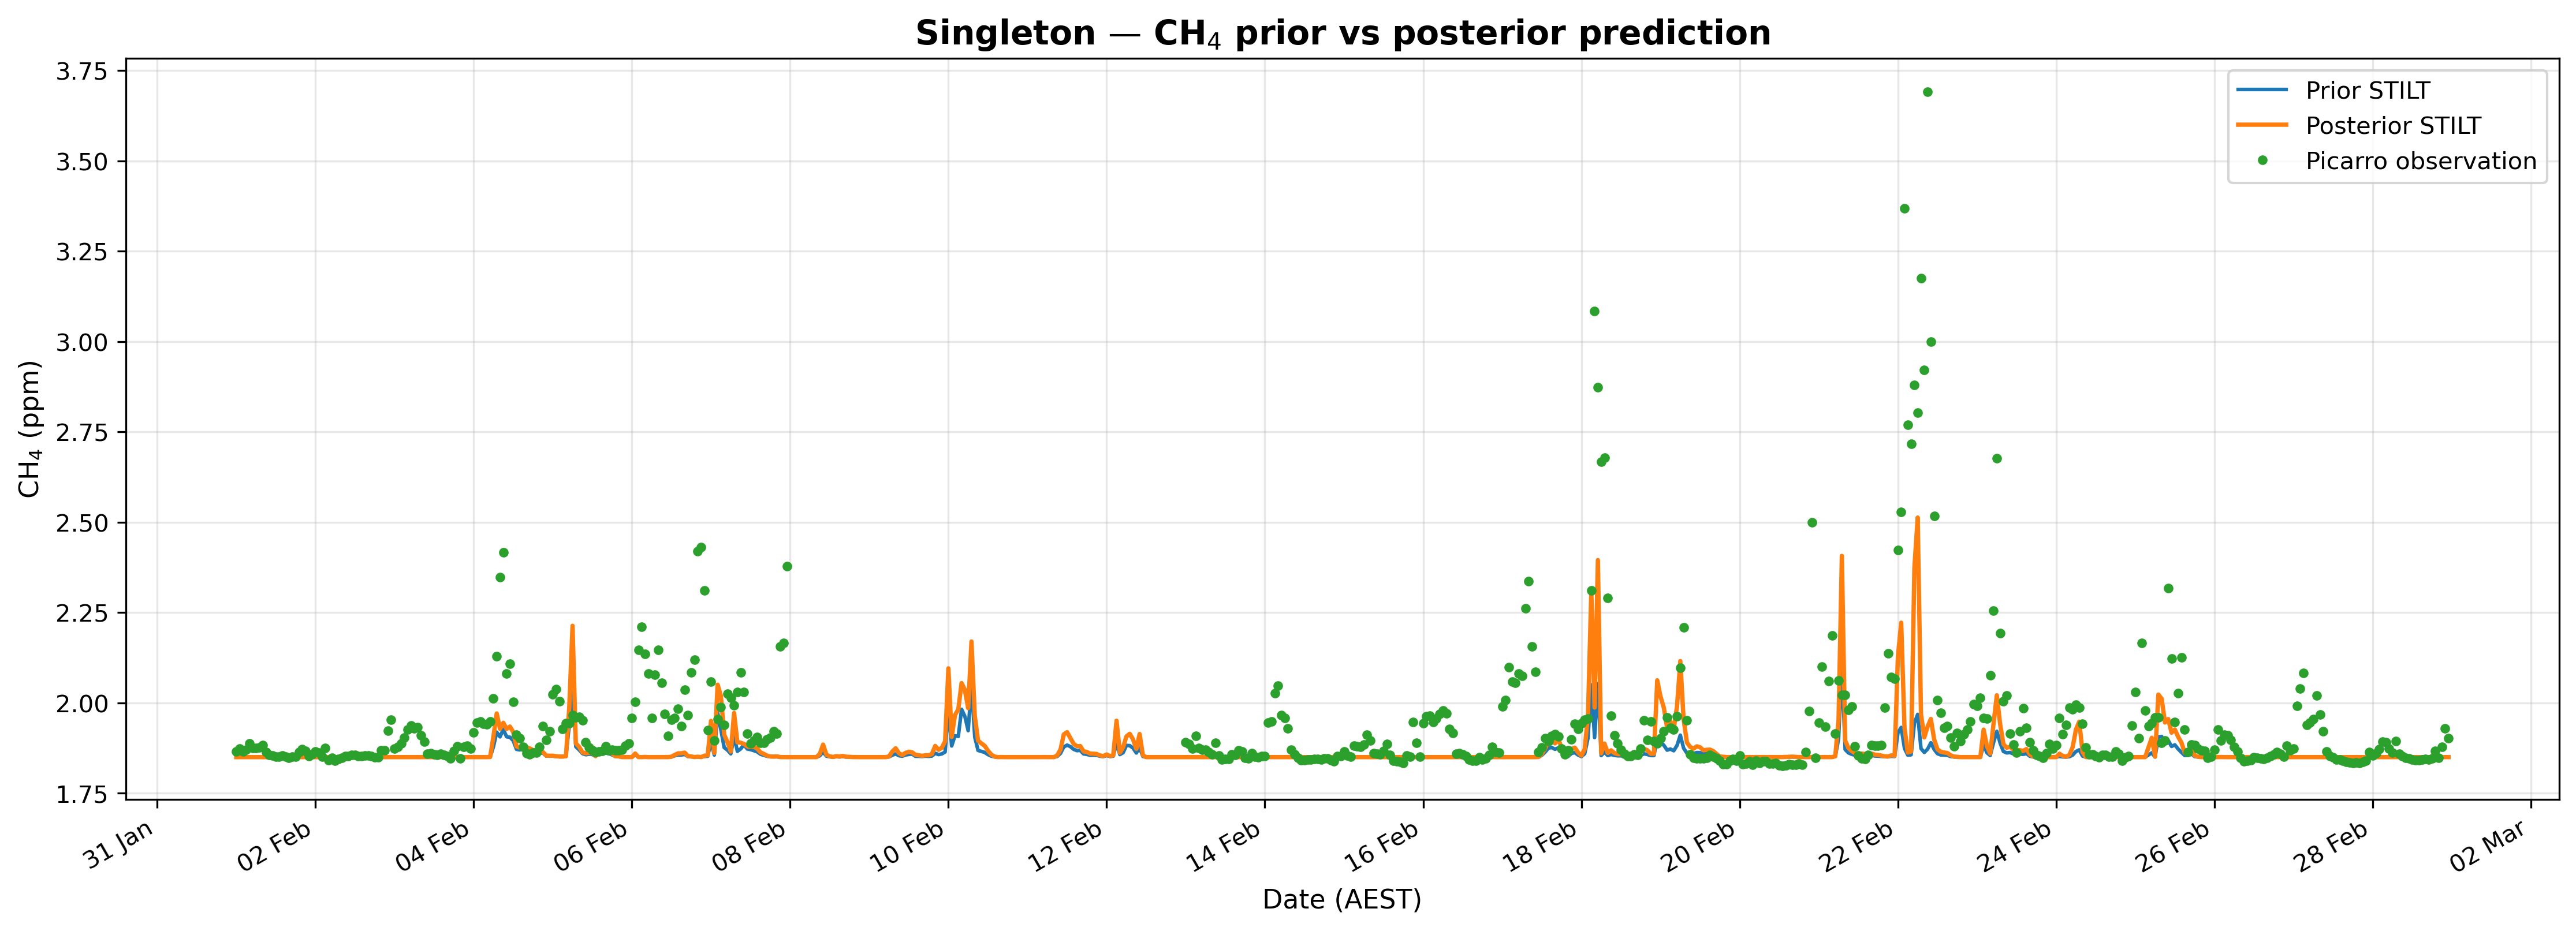 Singleton — CH₄ prior vs posterior prediction
Prior STILT
Posterior STILT
Picarro observation
CH₄ (ppm)
3.75
3.50
3.25
3.00
2.75
2.50
2.25
2.00
1.75
31 Jan
02 Feb
04 Feb
06 Feb
08 Feb
10 Feb
12 Feb
14 Feb
16 Feb
18 Feb
20 Feb
22 Feb
24 Feb
26 Feb
28 Feb
02 Mar
Date (AEST)